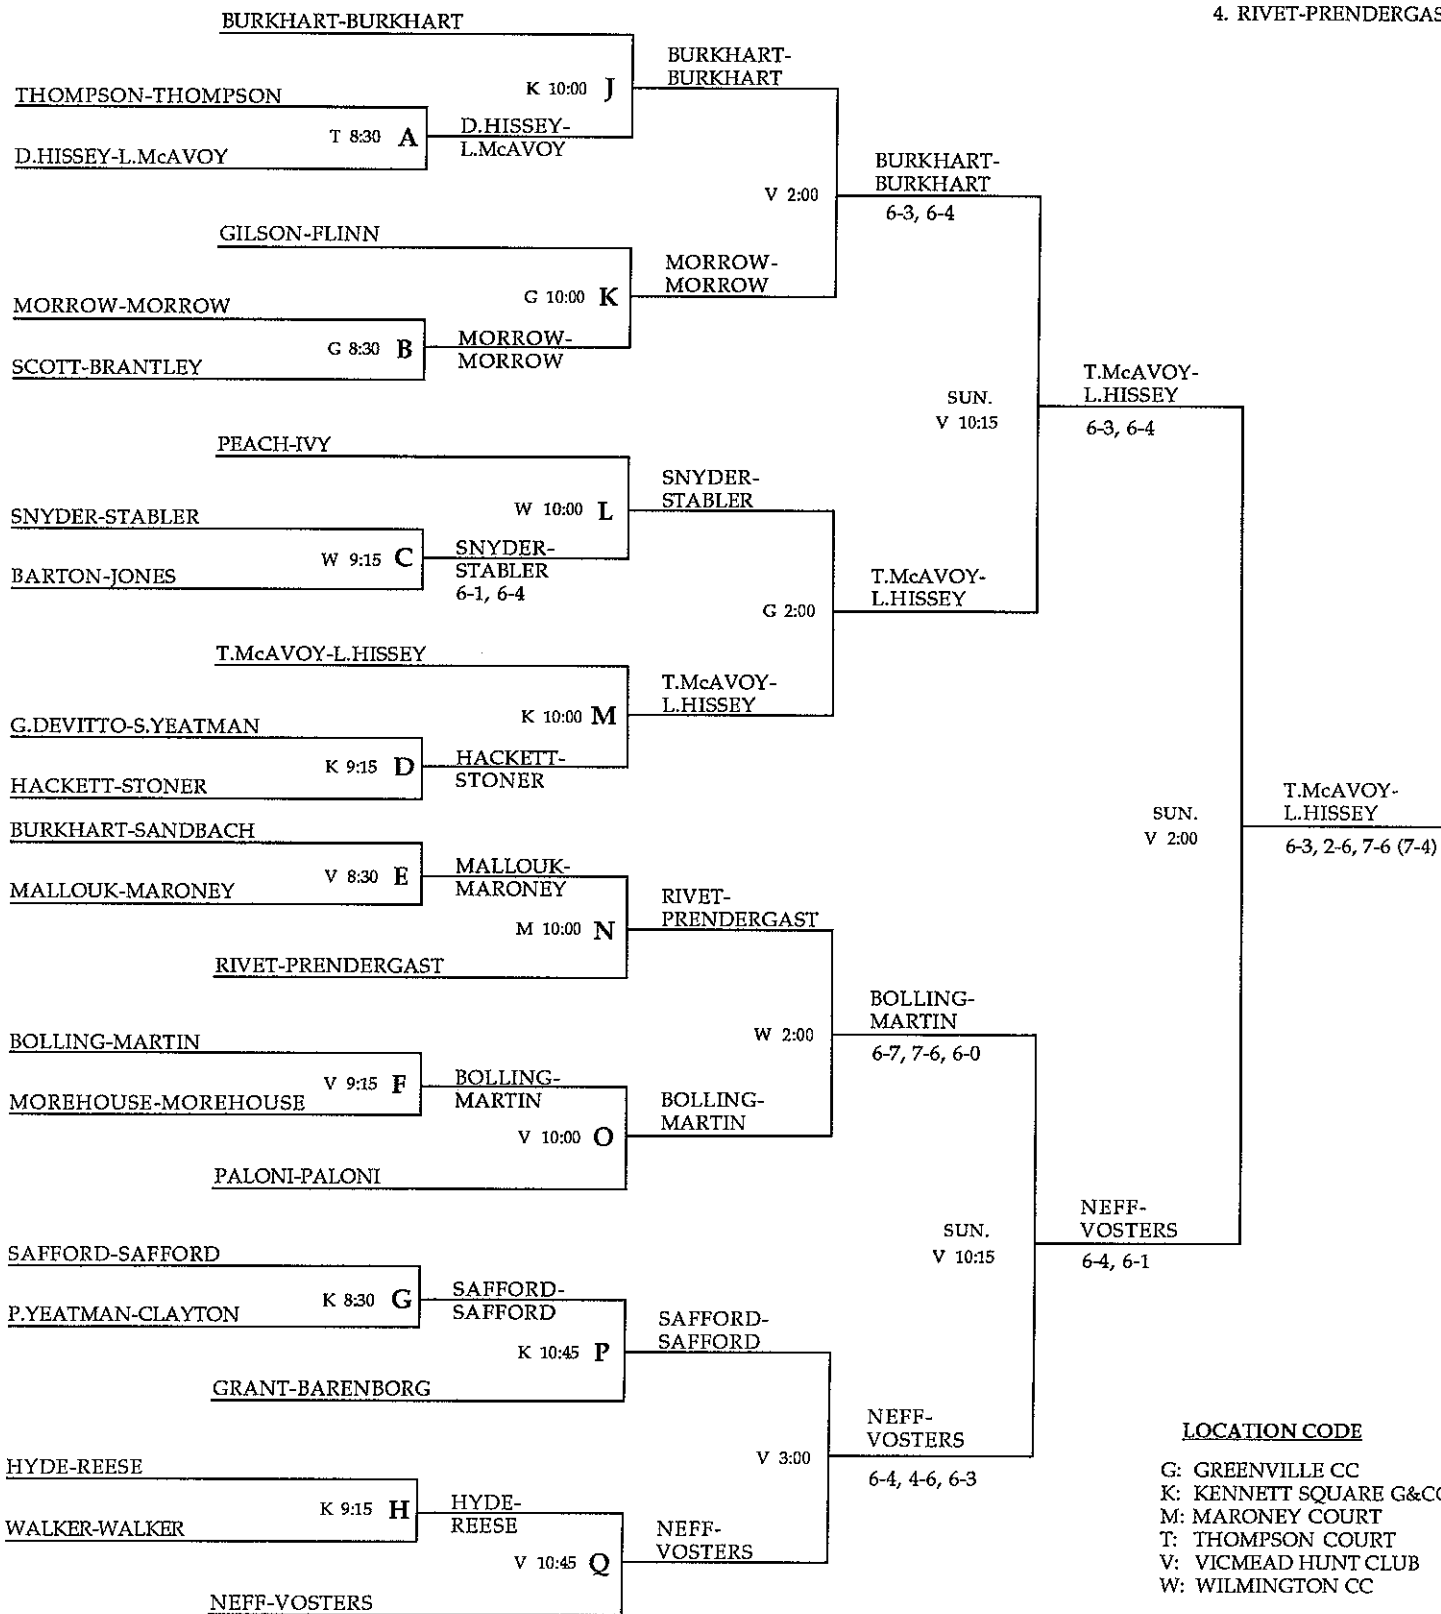 4. RIVET-PRENDERGAS
BURKHART-BURKHART
K 10:00 J
BURKHART-
BURKHART
THOMPSON-THOMPSON
T 8:30 A
D.HISSEY-
L.McAVOY
D.HISSEY-L.McAVOY
V 2:00
BURKHART-
BURKHART
6-3, 6-4
GILSON-FLINN
G 10:00 K
MORROW-
MORROW
MORROW-MORROW
G 8:30 B
MORROW-
MORROW
SCOTT-BRANTLEY
SUN.
V 10:15
T.McAVOY-
L.HISSEY
6-3, 6-4
PEACH-IVY
W 10:00 L
SNYDER-
STABLER
SNYDER-STABLER
W 9:15 C
SNYDER-
STABLER
6-1, 6-4
BARTON-JONES
G 2:00
T.McAVOY-
L.HISSEY
T.McAVOY-L.HISSEY
K 10:00 M
T.McAVOY-
L.HISSEY
G.DEVITTO-S.YEATMAN
K 9:15 D
HACKETT-
STONER
HACKETT-STONER
SUN.
V 2:00
T.McAVOY-
L.HISSEY
6-3, 2-6, 7-6 (7-4)
BURKHART-SANDBACH
V 8:30 E
MALLOUK-
MARONEY
MALLOUK-MARONEY
M 10:00 N
RIVET-
PRENDERGAST
RIVET-PRENDERGAST
W 2:00
BOLLING-
MARTIN
6-7, 7-6, 6-0
BOLLING-MARTIN
V 9:15 F
BOLLING-
MARTIN
MOREHOUSE-MOREHOUSE
V 10:00 O
BOLLING-
MARTIN
PALONI-PALONI
SUN.
V 10:15
NEFF-
VOSTERS
6-4, 6-1
SAFFORD-SAFFORD
K 8:30 G
SAFFORD-
SAFFORD
P.YEATMAN-CLAYTON
K 10:45 P
SAFFORD-
SAFFORD
GRANT-BARENBORG
V 3:00
NEFF-
VOSTERS
6-4, 4-6, 6-3
HYDE-REESE
K 9:15 H
HYDE-
REESE
WALKER-WALKER
V 10:45 Q
NEFF-
VOSTERS
NEFF-VOSTERS
LOCATION CODE
G: GREENVILLE CC
K: KENNETT SQUARE G&CC
M: MARONEY COURT
T: THOMPSON COURT
V: VICMEAD HUNT CLUB
W: WILMINGTON CC